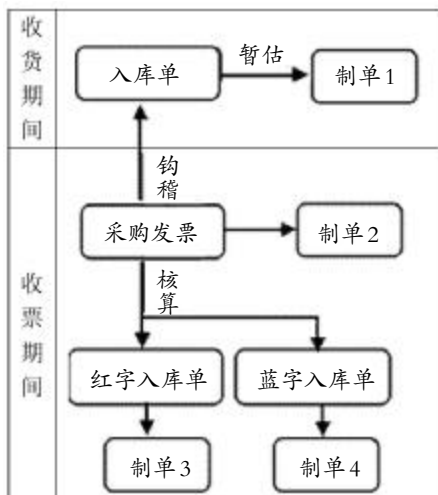 收货期间
入库单
暂估
制单1
钩稽
收票期间
采购发票
制单2
核算
红字入库单
蓝字入库单
制单3
制单4